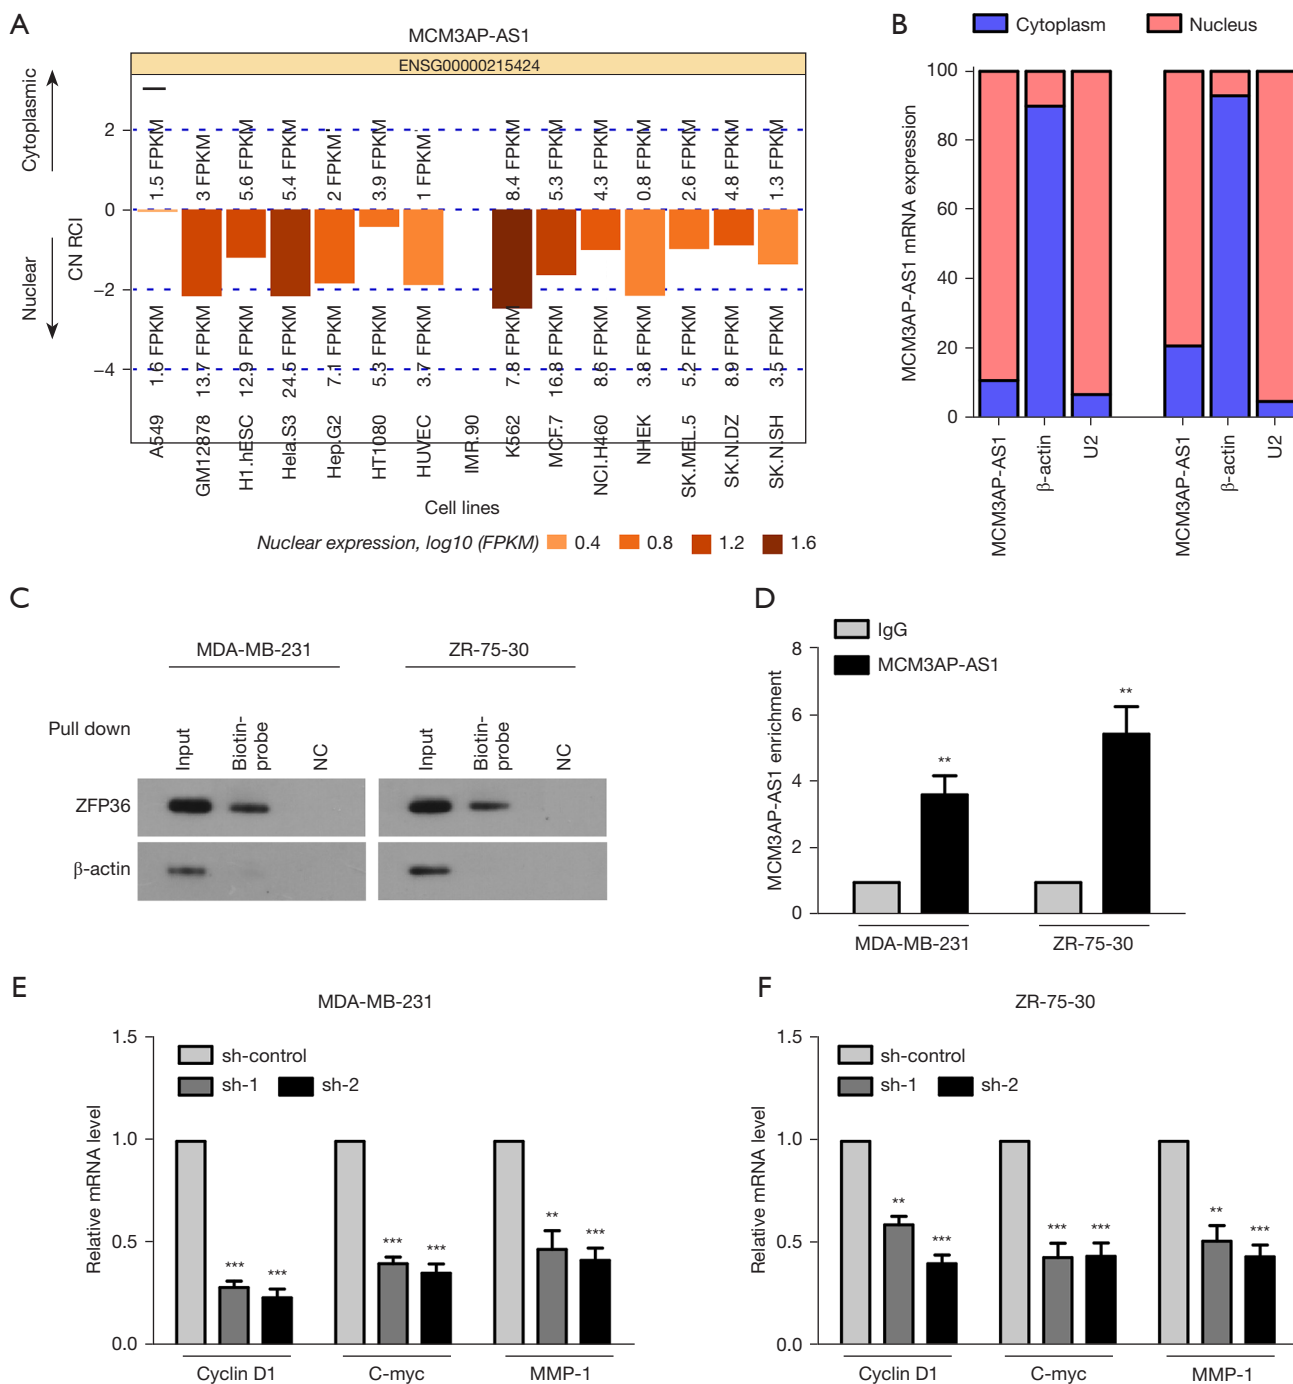 A
MCM3AP-AS1
ENSG00000215424
Cytoplasmic
Nuclear
CN RCI
2
0
−2
−4
1.5 FPKM
3 FPKM
5.6 FPKM
5.4 FPKM
2 FPKM
3.9 FPKM
1 FPKM
8.4 FPKM
5.3 FPKM
4.3 FPKM
0.8 FPKM
2.6 FPKM
4.8 FPKM
1.3 FPKM
1.6 FPKM
13.7 FPKM
12.9 FPKM
24.5 FPKM
7.1 FPKM
5.3 FPKM
3.7 FPKM
7.8 FPKM
16.8 FPKM
8.6 FPKM
3.8 FPKM
5.2 FPKM
8.9 FPKM
3.5 FPKM
A549
GM12878
H1.hESC
Hela.S3
Hep.G2
HT1080
HUVEC
IMR.90
K562
MCF.7
NCI.H460
NHEK
SK.MEL.5
SK.N.DZ
SK.N.SH
Cell lines
Nuclear expression, log10 (FPKM) 0.4 0.8 1.2 1.6
B
Cytoplasm Nucleus
MCM3AP-AS1 mRNA expression
100
80
60
40
20
0
MCM3AP-AS1
β-actin
U2
MCM3AP-AS1
β-actin
U2
C
MDA-MB-231 ZR-75-30
Pull down
Input
Biotin-
probe
NC
Input
Biotin-
probe
NC
ZFP36
β-actin
D
IgG
MCM3AP-AS1
MCM3AP-AS1 enrichment
8
6
4
2
0
**
**
MDA-MB-231 ZR-75-30
E
MDA-MB-231
Relative mRNA level
1.5
1.0
0.5
0.0
sh-control
sh-1 sh-2
*** ***
*** ***
** ***
Cyclin D1 C-myc MMP-1
F
ZR-75-30
Relative mRNA level
1.5
1.0
0.5
0.0
sh-control
sh-1 sh-2
** ***
*** ***
** ***
Cyclin D1 C-myc MMP-1